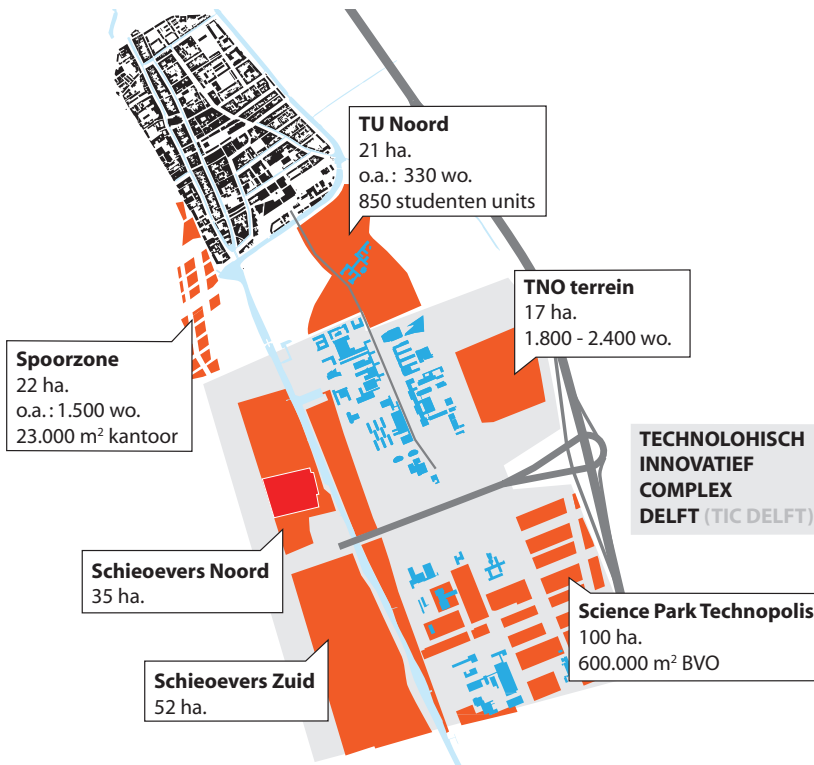 TU Noord
21 ha.
o.a.: 330 wo.
850 studenten units
TNO terrein
17 ha.
1.800 - 2.400 wo.
Spoorzone
22 ha.
o.a.: 1.500 wo.
23.000 m² kantoor
TECHNOLOHISCH
INNOVATIEF
COMPLEX
DELFT (TIC DELFT)
Schieoevers Noord
35 ha.
Science Park Technopolis
100 ha.
600.000 m² BVO
Schieoevers Zuid
52 ha.